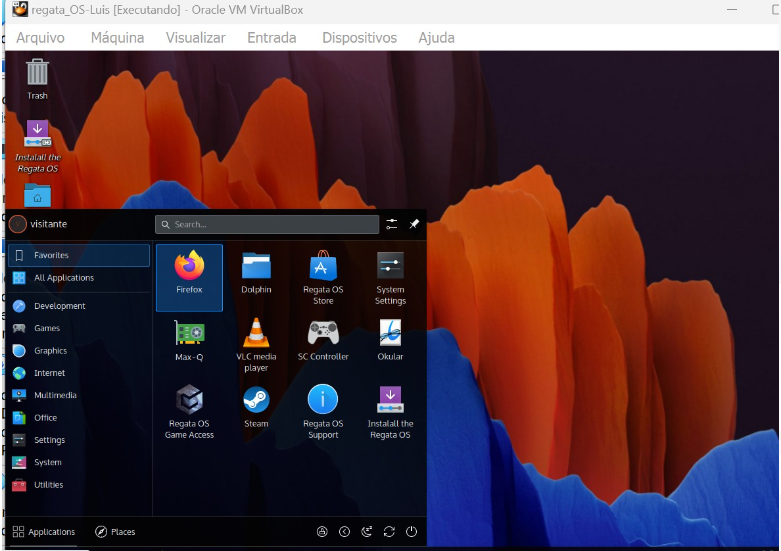 regata_OS-Luis [Executando] - Oracle VM VirtualBox
Arquivo Máquina Visualizar Entrada Dispositivos Ajuda
Trash
Instalall the
Regata OS
visitante
Search...
Favorites
All Applications
Development
Games
Graphics
Internet
Multimedia
Office
Settings
System
Utilities
Firefox
Dolphin
Regata OS
Store
System
Settings
Max-Q
VLC media
player
SC Controller
Okular
Regata OS
Game Access
Steam
Regata OS
Support
Instalall the
Regata OS
Applications
Places